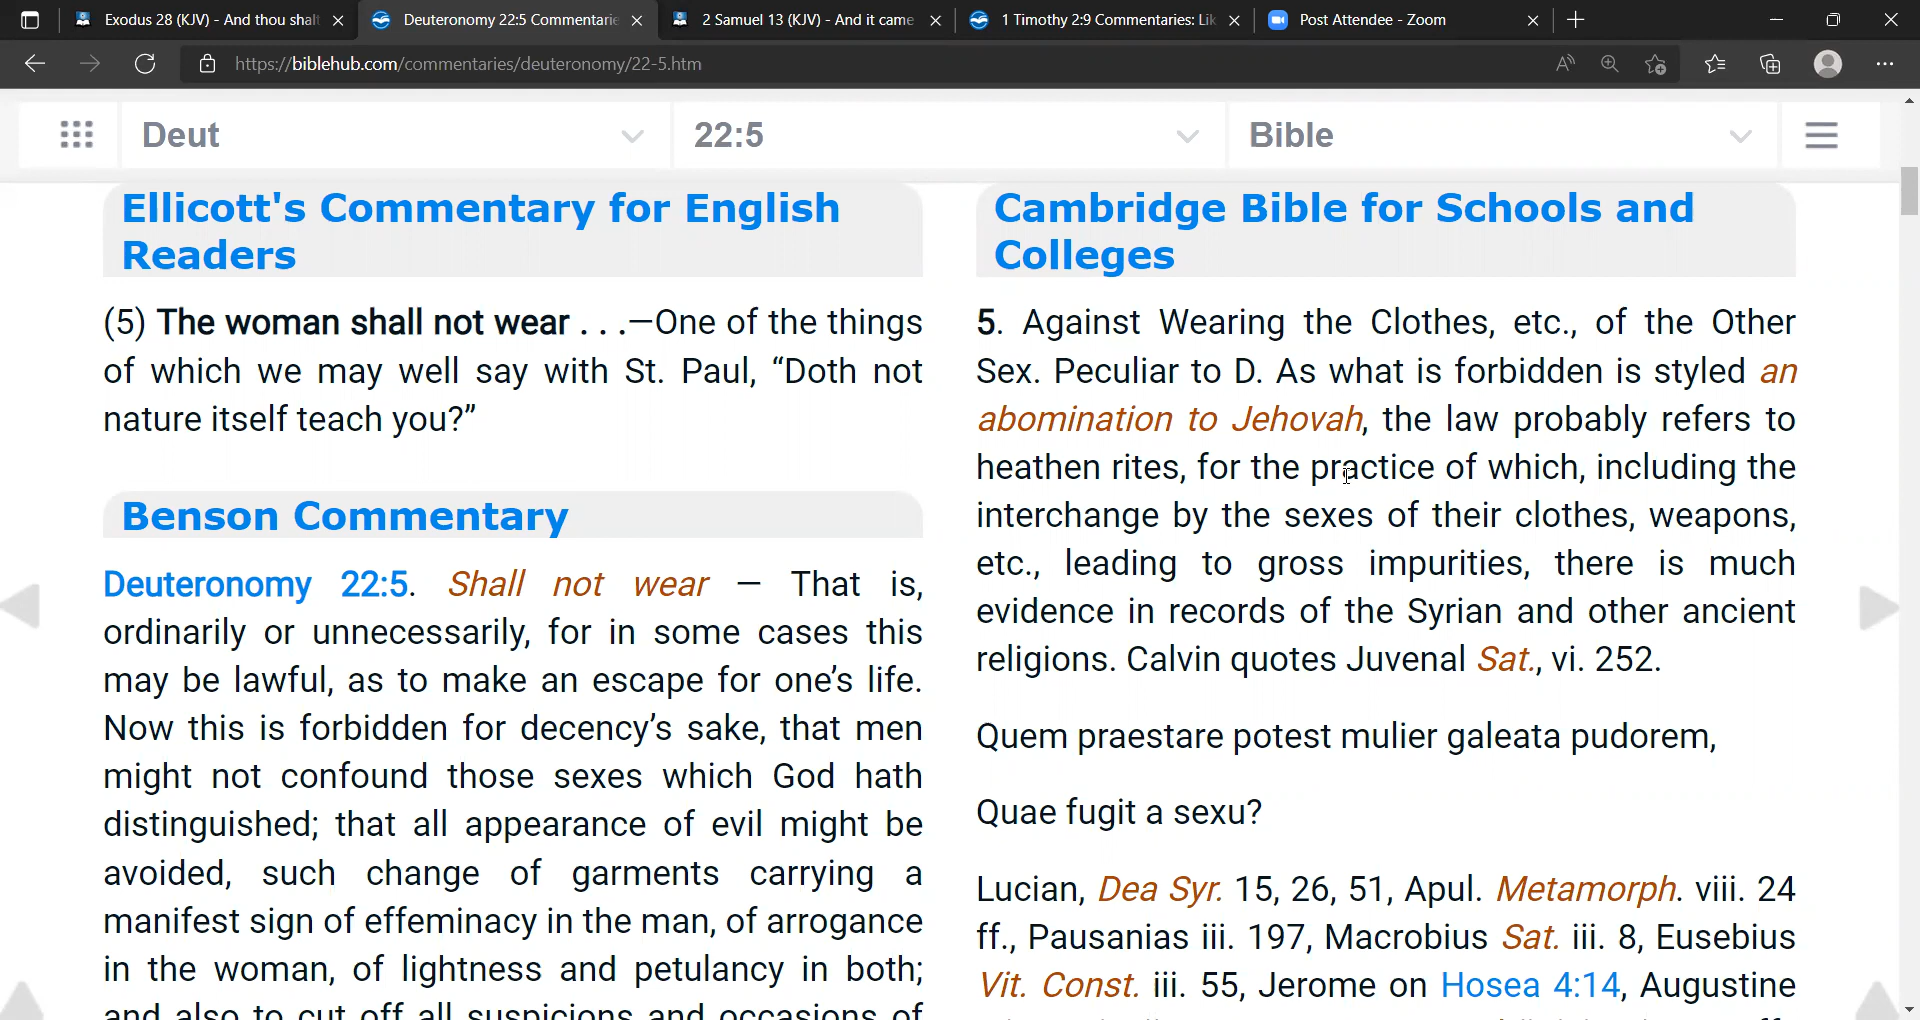 Exodus 28 (KJV) - And thou shalt
Deuteronomy 22:5 Commentarie
2 Samuel 13 (KJV) - And it came
1 Timothy 2:9 Commentaries: Lik
Post Attendee - Zoom
https://biblehub.com/commentaries/deuteronomy/22-5.htm
Deut
22:5
Bible
Ellicott's Commentary for English
Readers
(5) The woman shall not wear . . .—One of the things
of which we may well say with St. Paul, “Doth not
nature itself teach you?”
Benson Commentary
Deuteronomy 22:5. Shall not wear — That is,
ordinarily or unnecessarily, for in some cases this
may be lawful, as to make an escape for one’s life.
Now this is forbidden for decency’s sake, that men
might not confound those sexes which God hath
distinguished; that all appearance of evil might be
avoided, such change of garments carrying a
manifest sign of effeminacy in the man, of arrogance
in the woman, of lightness and petulancy in both;
and also to cut off all suspicions and occasions of
Cambridge Bible for Schools and
Colleges
5. Against Wearing the Clothes, etc., of the Other
Sex. Peculiar to D. As what is forbidden is styled an
abomination to Jehovah, the law probably refers to
heathen rites, for the practice of which, including the
interchange by the sexes of their clothes, weapons,
etc., leading to gross impurities, there is much
evidence in records of the Syrian and other ancient
religions. Calvin quotes Juvenal Sat., vi. 252.
Quem praestare potest mulier galeata pudorem,
Quae fugit a sexu?
Lucian, Dea Syr. 15, 26, 51, Apul. Metamorph. viii. 24
ff., Pausanias iii. 197, Macrobius Sat. iii. 8, Eusebius
Vit. Const. iii. 55, Jerome on Hosea 4:14, Augustine